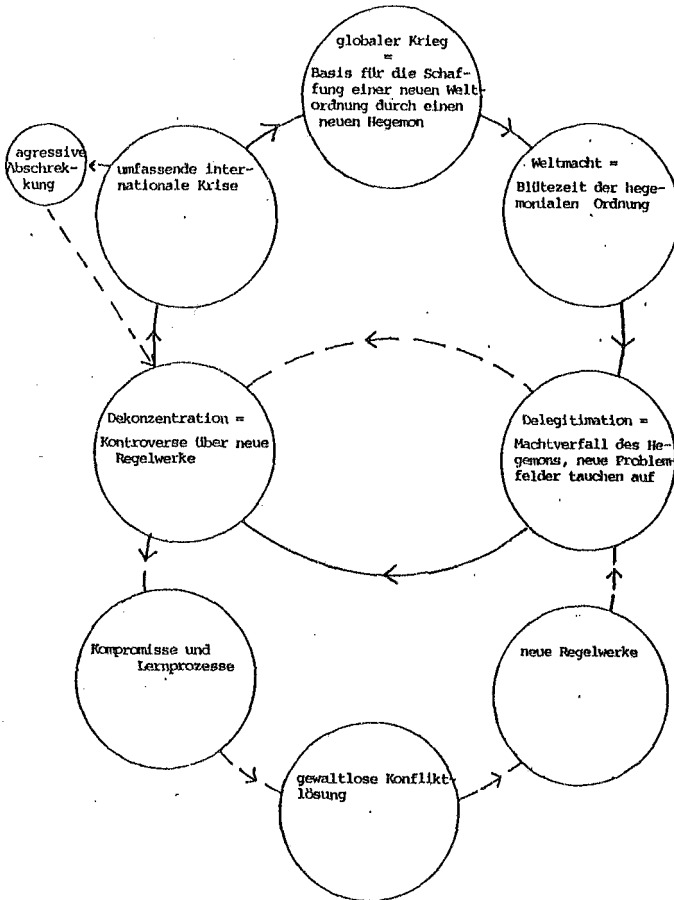 globaler Krieg
=
Basis für die Schaf-
fung einer neuen Welt-
ordnung durch einen
neuen Hegemon
agressive
Abschrek-
kung
umfassende inter-
nationale Krise
Weltmacht =
Blütezeit der hege-
monialen Ordnung
Dekonzentration =
Kontroverse über neue
Regelwerke
Delegitimation =
Machtverfall des He-
gemons, neue Problem-
felder tauchen auf
Kompromisse und
Lernprozesse
neue Regelwerke
gewaltlose Konflikt-
lösung